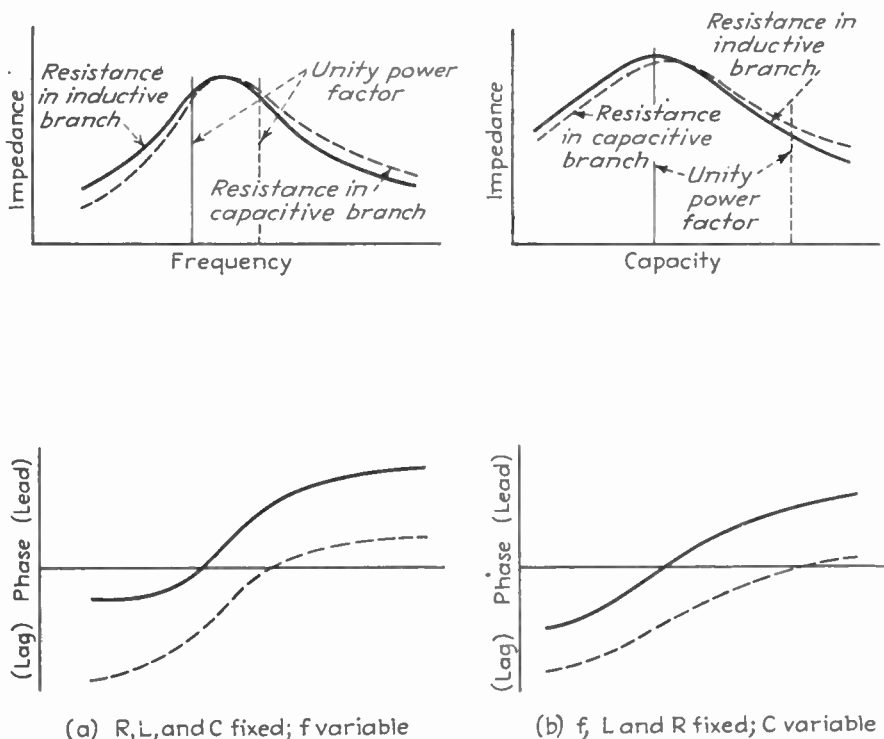 Impedance
Resistance
in inductive
branch
Unity power
factor
Resistance in
capacitive branch
Frequency
Impedance
Resistance in
inductive
branch
Resistance
in capacitive
branch
Unity
power
factor
Capacity
(Lag) Phase (Lead)
(Lag) Phase (Lead)
(a) R, L, and C fixed; f variable
(b) f, L and R fixed; C variable